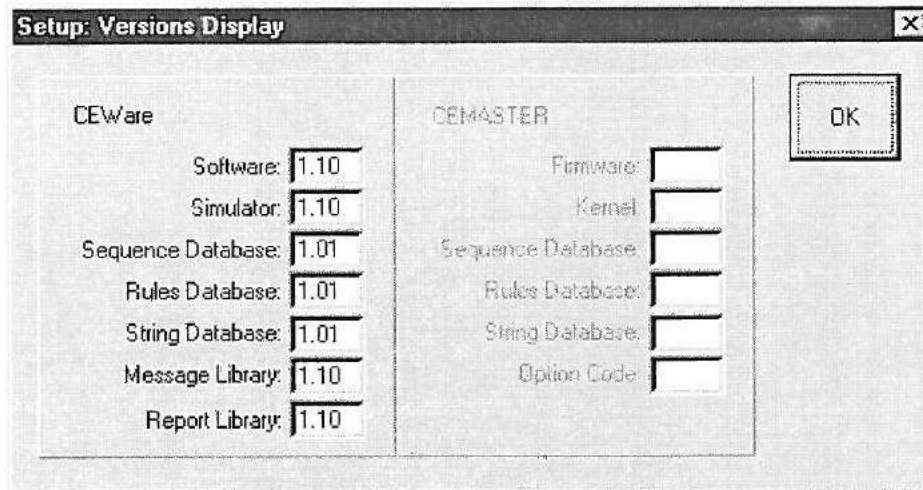 Setup: Versions Display
CEWare
Software: 1.10
Simulator: 1.10
Sequence Database: 1.01
Rules Database: 1.01
String Database: 1.01
Message Library: 1.10
Report Library: 1.10
CEMASTER
Firmware:
Kernel:
Sequence Database:
Rules Database:
String Database:
Option Code:
OK